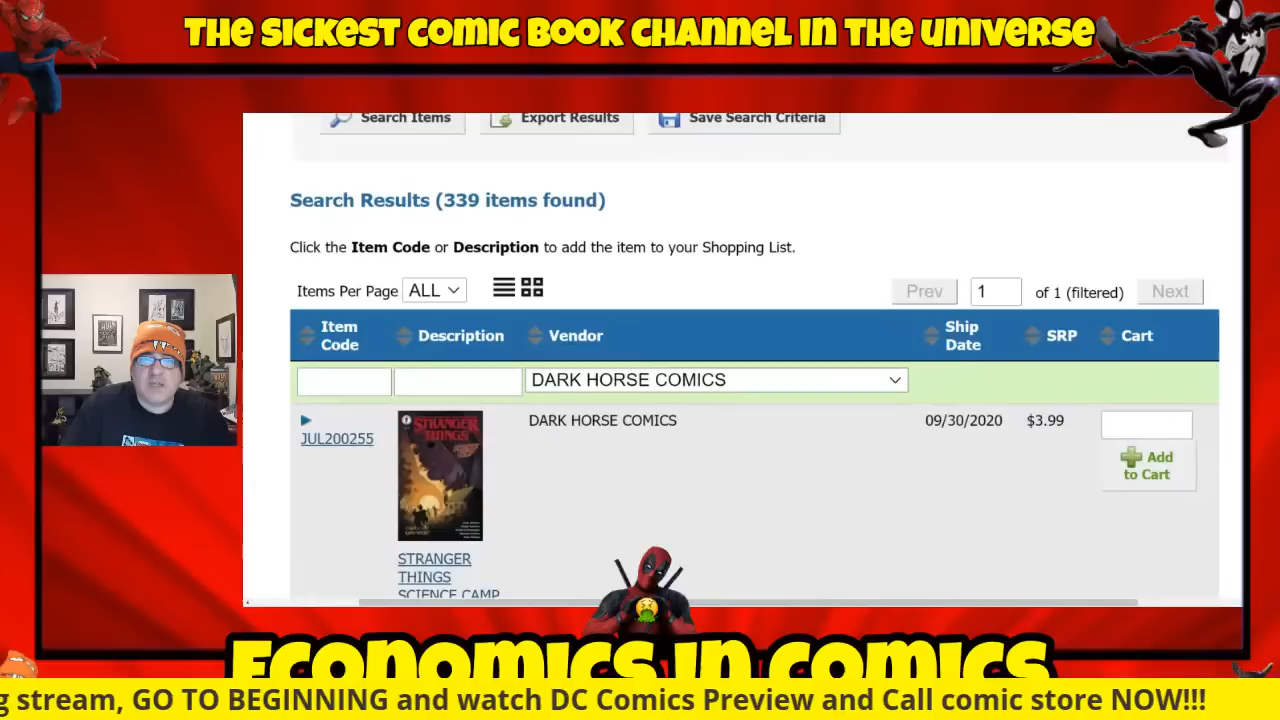 THE SICKEST COMIC BOOK CHANNEL IN THE UNIVERSE
Search Items
Export Results
Save Search Criteria
Search Results (339 items found)
Click the Item Code or Description to add the item to your Shopping List.
Items Per Page ALL
Prev 1 of 1 (filtered) Next
Item Code
Description
Vendor
Ship Date
SRP
Cart
DARK HORSE COMICS
JUL200255
STRANGER THINGS
DARK HORSE COMICS
09/30/2020
$3.99
Add to Cart
STRANGER
THINGS
SCIENCE CAMP
ECONOMICS IN COMICS
g stream, GO TO BEGINNING and watch DC Comics Preview and Call comic store NOW!!!